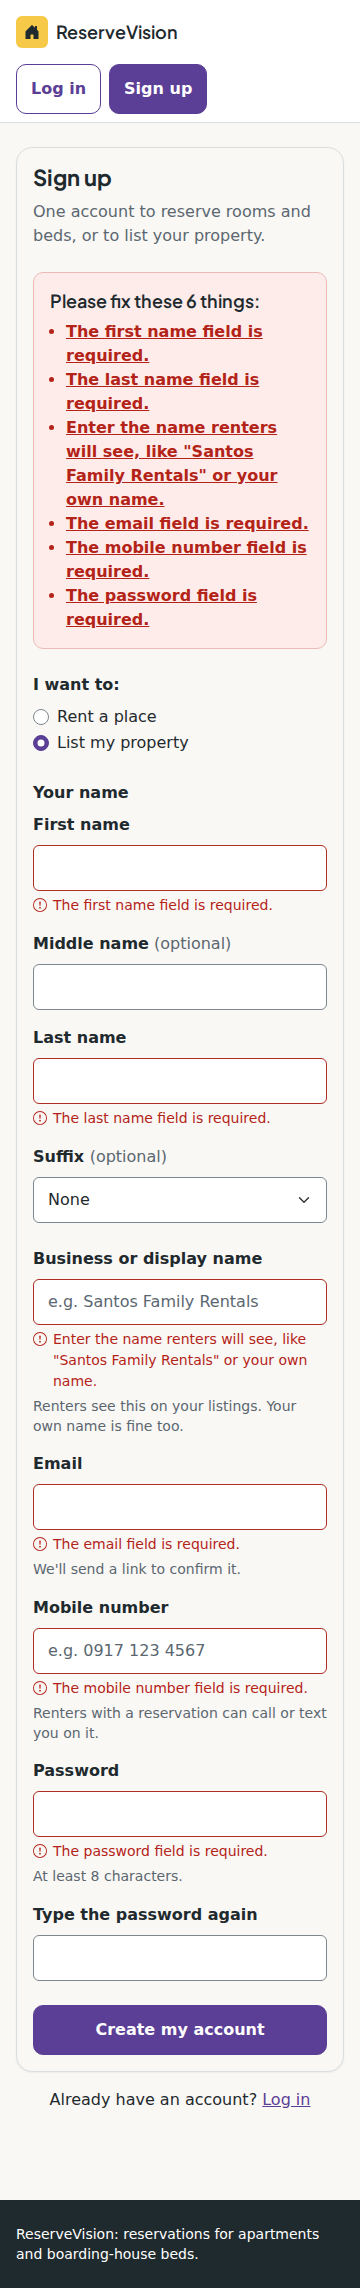 ReserveVision
Log in
Sign up
Sign up
One account to reserve rooms and
beds, or to list your property.
Please fix these 6 things:
The first name field is
required.
The last name field is
required.
Enter the name renters
will see, like "Santos
Family Rentals" or your
own name.
The email field is required.
The mobile number field is
required.
The password field is
required.
I want to:
Rent a place
List my property
Your name
First name
The first name field is required.
Middle name (optional)
Last name
The last name field is required.
Suffix (optional)
None
Business or display name
e.g. Santos Family Rentals
Enter the name renters will see, like
"Santos Family Rentals" or your own
name.
Renters see this on your listings. Your
own name is fine too.
Email
The email field is required.
We'll send a link to confirm it.
Mobile number
e.g. 0917 123 4567
The mobile number field is required.
Renters with a reservation can call or text
you on it.
Password
The password field is required.
At least 8 characters.
Type the password again
Create my account
Already have an account? Log in
ReserveVision: reservations for apartments
and boarding-house beds.